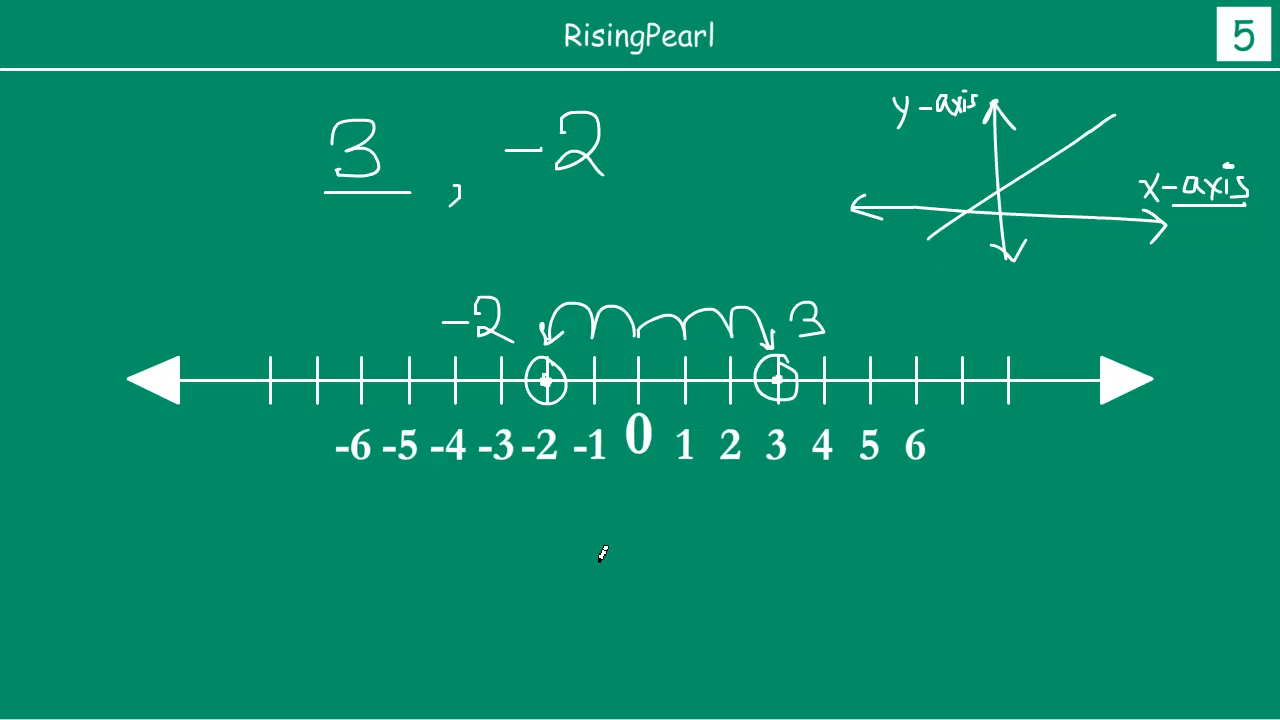 RisingPearl
5
3 , -2
y-axis
x-axis
-2 3
-6 -5 -4 -3 -2 -1 0 1 2 3 4 5 6